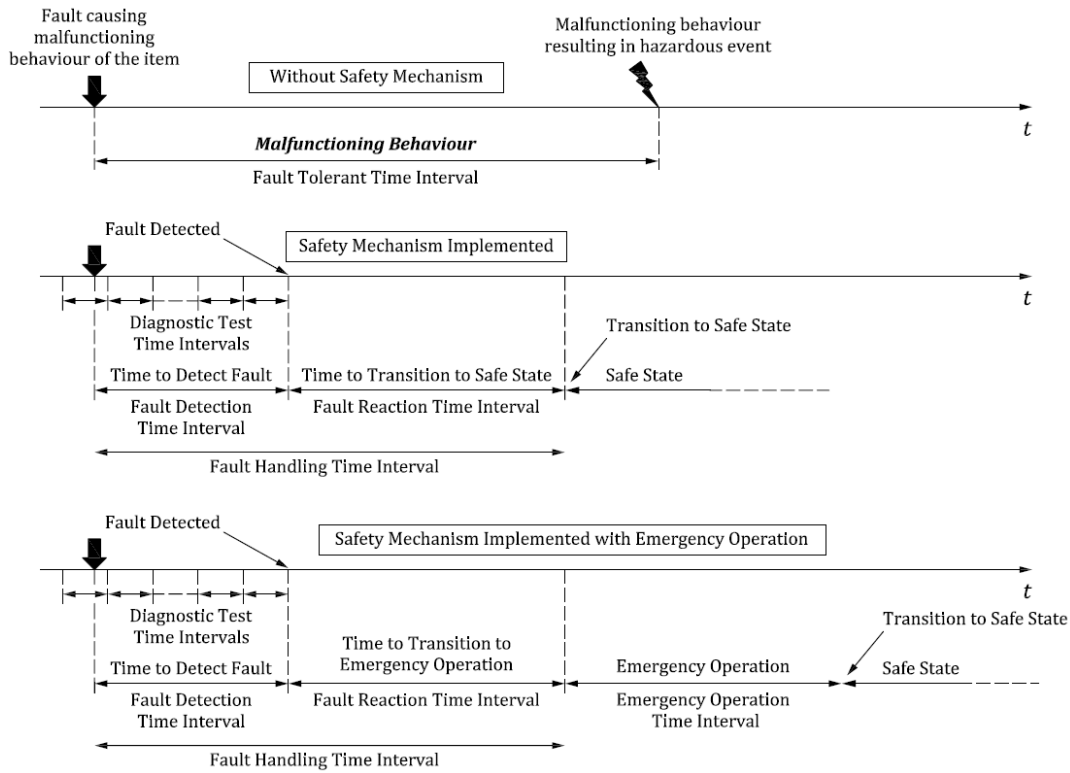 Fault causing
malfunctioning
behaviour of the item
Malfunctioning behaviour
resulting in hazardous event
Without Safety Mechanism
t
Malfunctioning Behaviour
Fault Tolerant Time Interval
Fault Detected
Safety Mechanism Implemented
t
Diagnostic Test
Time Intervals
Transition to Safe State
Time to Detect Fault
Time to Transition to Safe State
Safe State
Fault Detection
Time Interval
Fault Reaction Time Interval
Fault Handling Time Interval
Fault Detected
Safety Mechanism Implemented with Emergency Operation
t
Diagnostic Test
Time Intervals
Transition to Safe State
Time to Transition to
Emergency Operation
Time to Detect Fault
Emergency Operation
Safe State
Fault Detection
Time Interval
Fault Reaction Time Interval
Emergency Operation
Time Interval
Fault Handling Time Interval